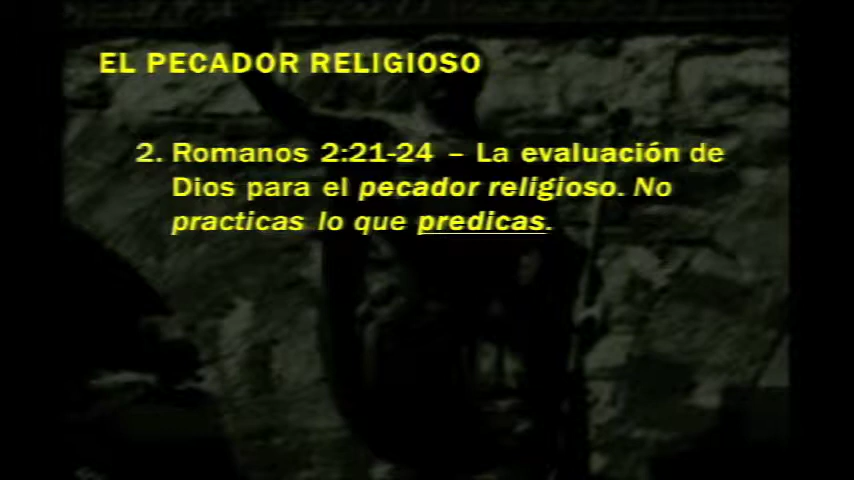 EL PECADOR RELIGIOSO
2. Romanos 2:21-24 – La evaluación de
Dios para el pecador religioso. No
practicas lo que predicas.